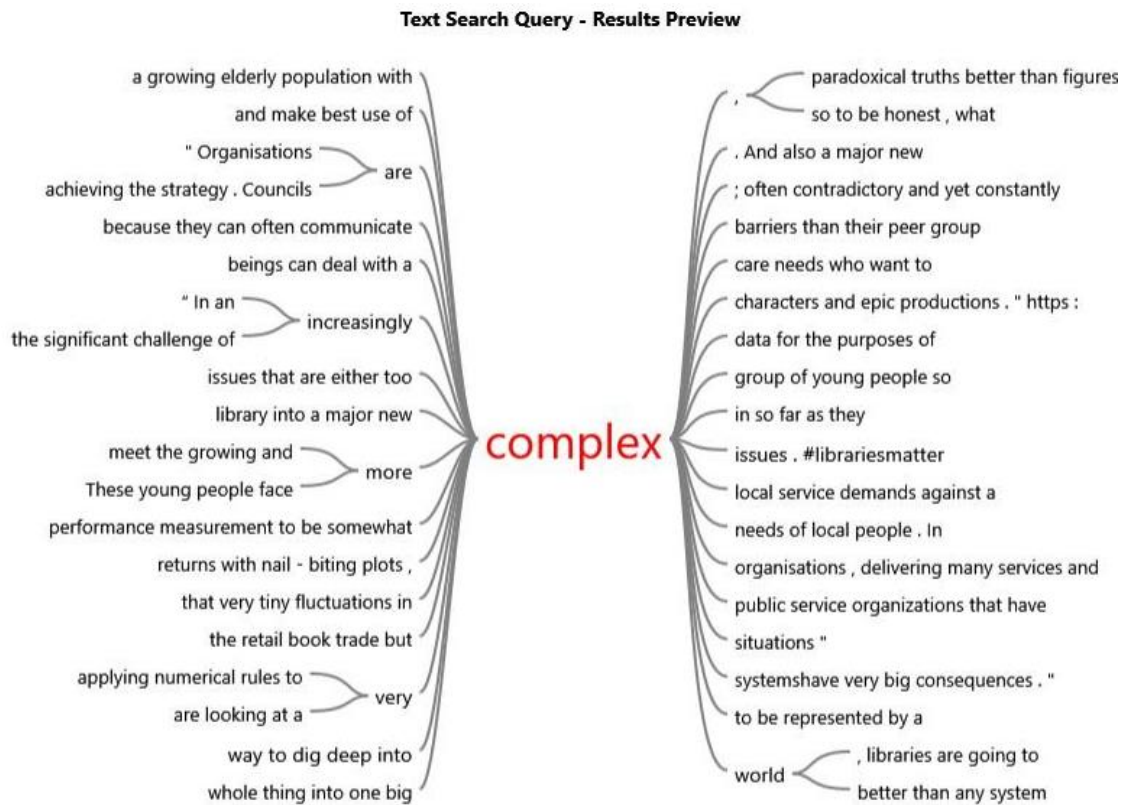 Text Search Query - Results Preview
a growing elderly population with
and make best use of
" Organisations
achieving the strategy . Councils
are
because they can often communicate
beings can deal with a
" In an
the significant challenge of
increasingly
issues that are either too
library into a major new
meet the growing and
These young people face
more
performance measurement to be somewhat
returns with nail - biting plots ,
that very tiny fluctuations in
the retail book trade but
applying numerical rules to
are looking at a
very
way to dig deep into
whole thing into one big
complex
,
paradoxical truths better than figures
so to be honest , what
. And also a major new
; often contradictory and yet constantly
barriers than their peer group
care needs who want to
characters and epic productions . " https :
data for the purposes of
group of young people so
in so far as they
issues . #librariesmatter
local service demands against a
needs of local people . In
organisations , delivering many services and
public service organizations that have
situations "
systemshave very big consequences . "
to be represented by a
world
, libraries are going to
better than any system